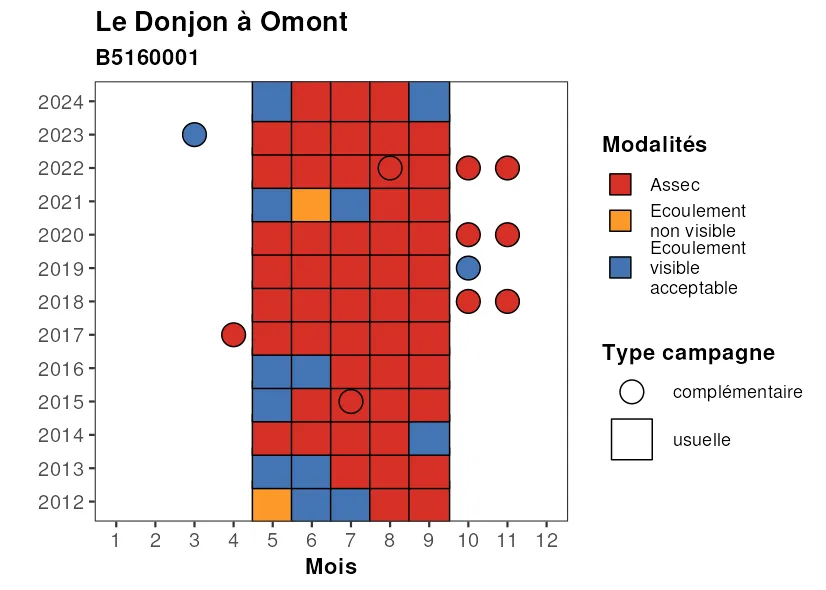 Le Donjon à Omont
B5160001
2024
2023
2022
2021
2020
2019
2018
2017
2016
2015
2014
2013
2012
1 2 3 4 5 6 7 8 9 10 11 12
Mois
Modalités
Assec
Ecoulement
non visible
Ecoulement
visible
acceptable
Type campagne
complémentaire
usuelle